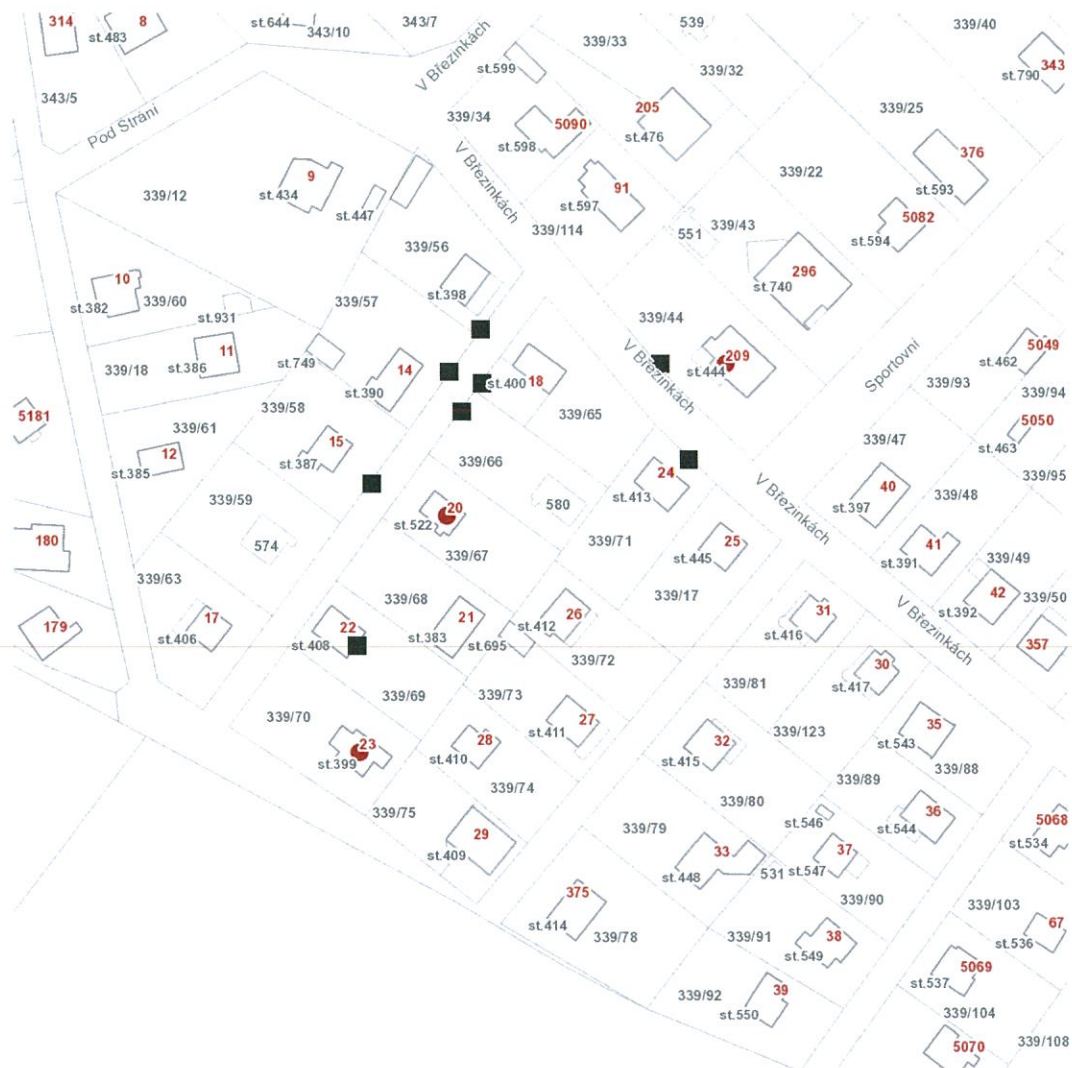 314
8
st.483
st.644
343/10
343/7
539
339/40
343
st.790
343/5
Pod Strání
V Březinkách
st.599
339/33
339/32
339/25
339/34
5090
st.598
205
st.476
376
st.593
V Březinkách
91
st.597
339/22
9
st.434
339/12
st.447
339/114
551
339/43
5082
st.594
339/56
st.398
296
st.740
10
st.382
339/60
st.931
339/57
339/44
11
st.386
339/18
st.749
14
st.390
st.400
18
V Březinkách
209
st.444
Sportovní
5049
st.462
339/93
339/94
5181
339/58
339/61
339/65
5050
st.463
12
st.385
15
st.387
339/66
339/47
339/95
24
st.413
40
st.397
V Březinkách
339/48
339/59
20
st.522
580
180
574
339/67
339/71
25
st.445
41
st.391
339/49
339/63
339/68
339/17
42
st.392
339/50
17
st.406
22
st.408
21
st.383
st.695
26
st.412
31
st.416
V Březinkách
179
339/72
30
st.417
357
339/69
339/73
339/81
339/70
27
st.411
35
st.543
23
st.399
28
st.410
32
st.415
339/123
339/88
339/74
339/89
339/75
339/80
st.546
36
st.544
5068
st.534
29
st.409
339/79
33
st.448
531
37
st.547
375
st.414
339/90
339/103
67
st.536
339/78
339/91
38
st.549
5069
st.537
339/92
39
st.550
339/104
5070
339/108